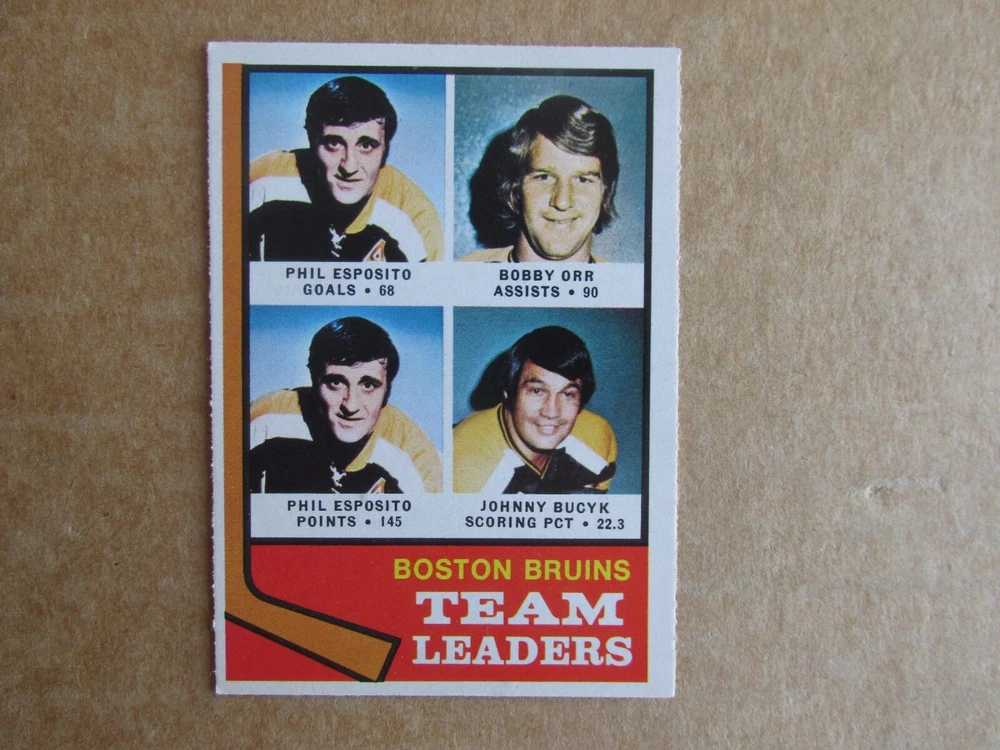 PHIL ESPOSITO
GOALS • 68
BOBBY ORR
ASSISTS • 90
PHIL ESPOSITO
POINTS • 145
JOHNNY BUCYK
SCORING PCT • 22.3
BOSTON BRUINS
TEAM
LEADERS